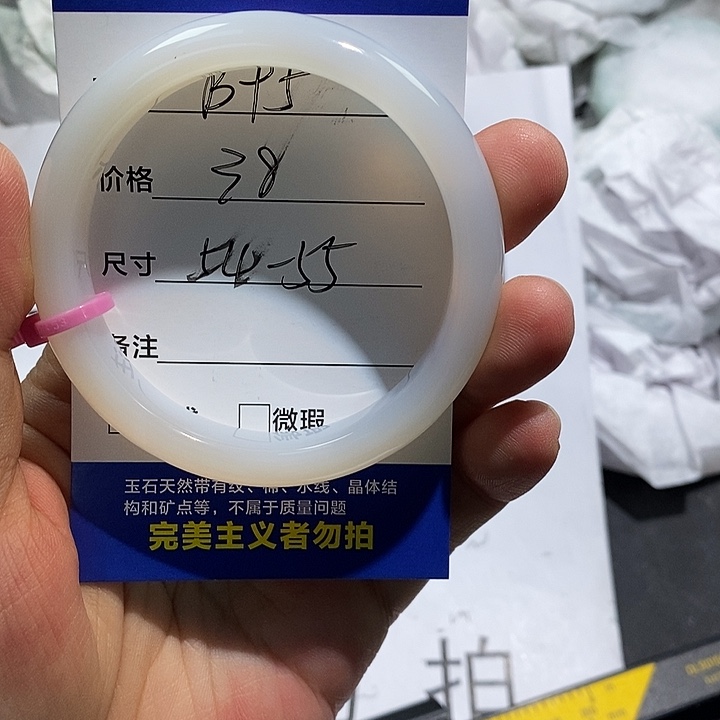 B45
价格 38
尺寸 54-55
备注
微瑕
玉石天然带有纹、棉、水线、晶体结
构和矿点等，不属于质量问题
完美主义者勿拍
拍